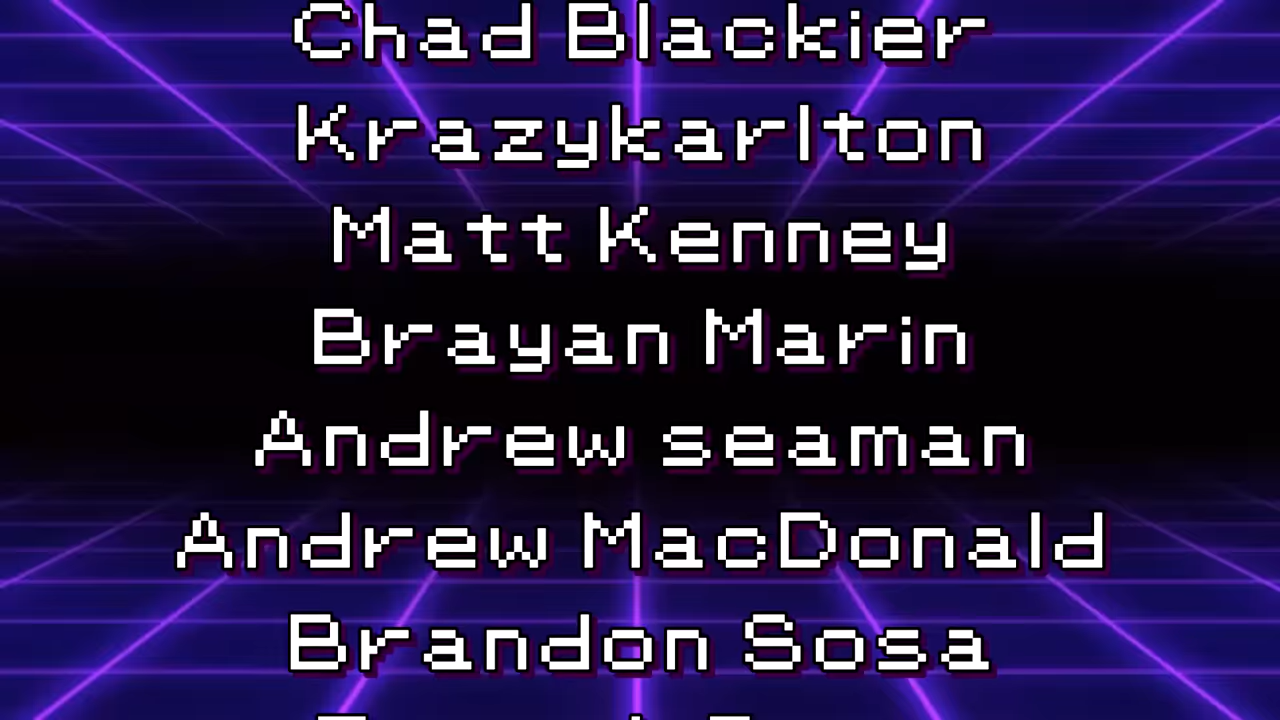 Chad Blackier
Krazykarlton
Matt Kenney
Brayan Marin
Andrew seaman
Andrew MacDonald
Brandon Sosa